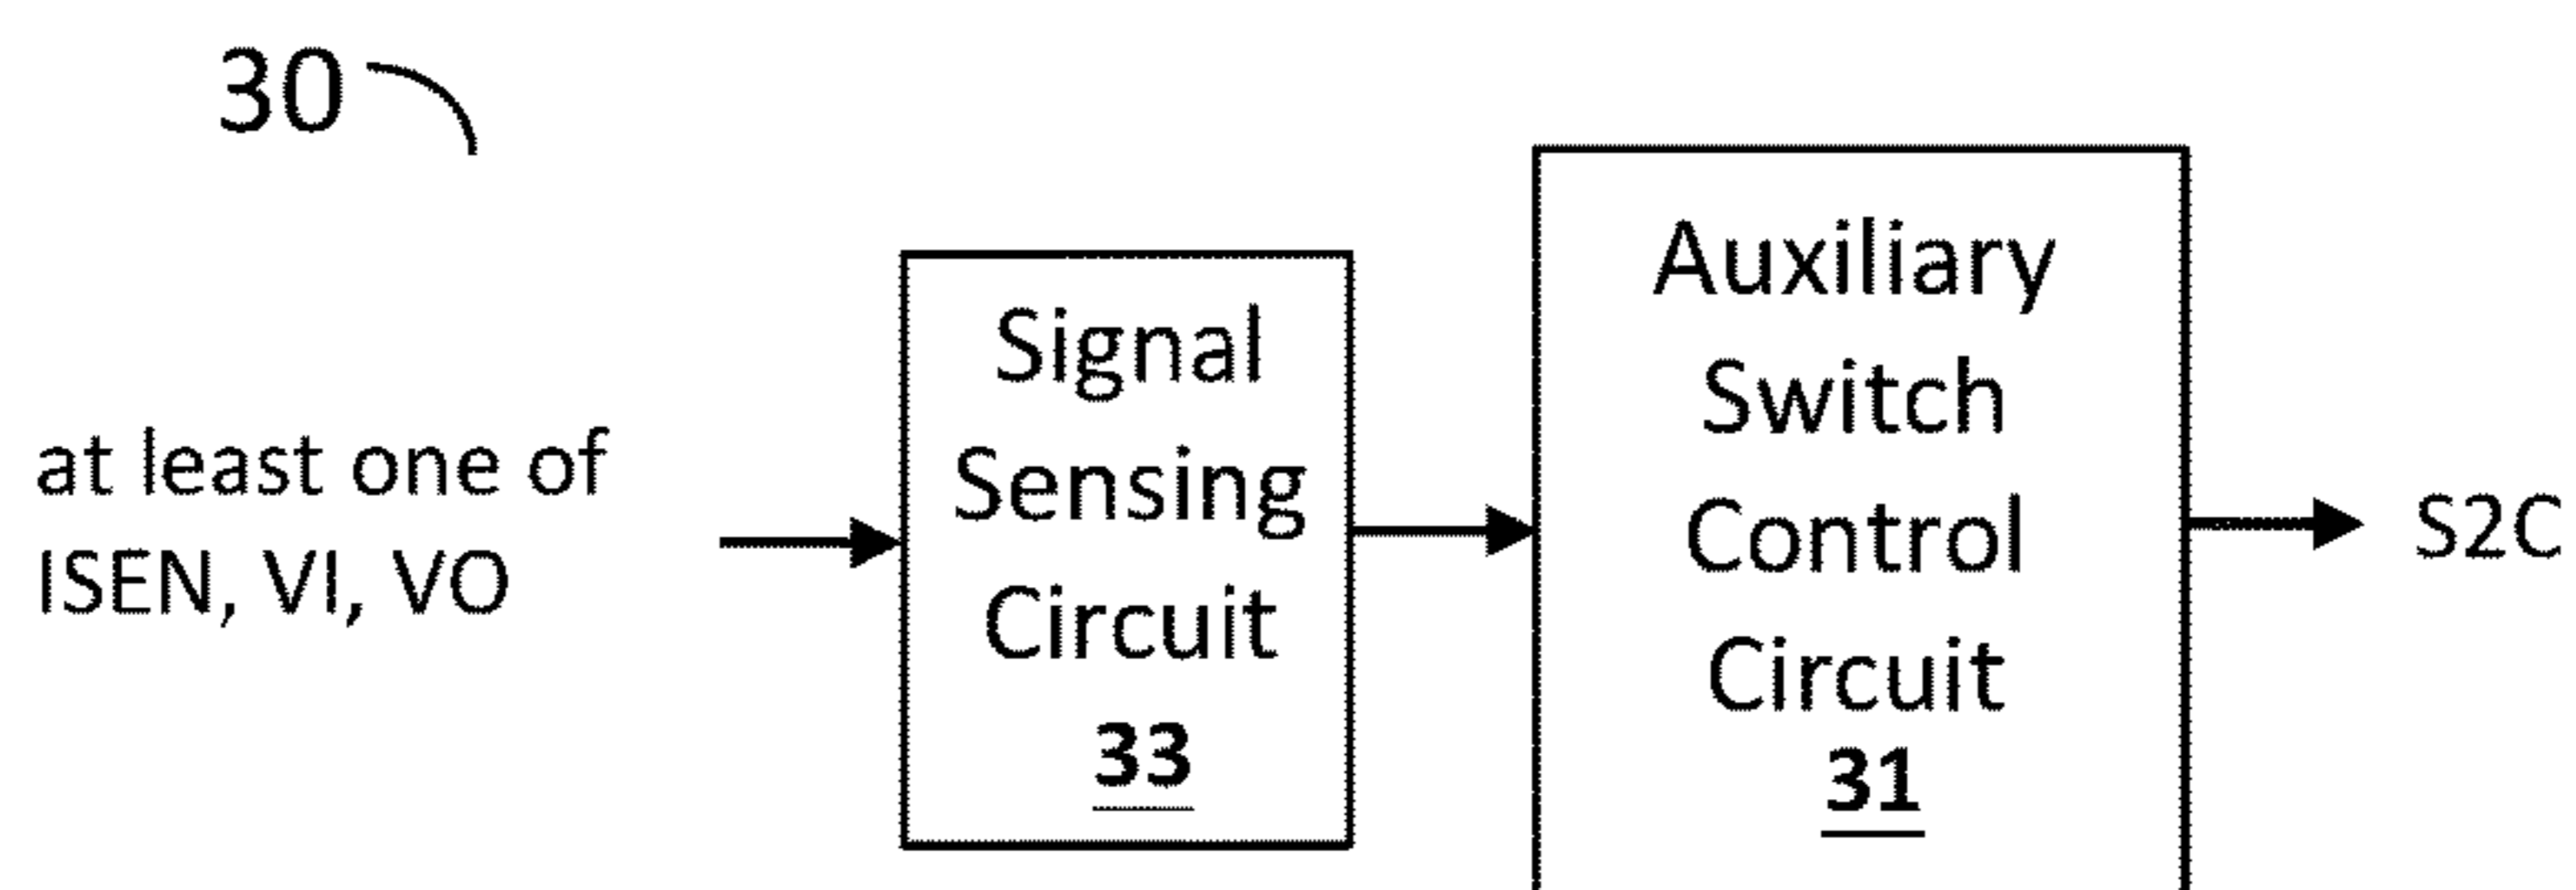 30
at least one of
ISEN, VI, VO
Signal
Sensing
Circuit
33
Auxiliary
Switch
Control
Circuit
31
S2C